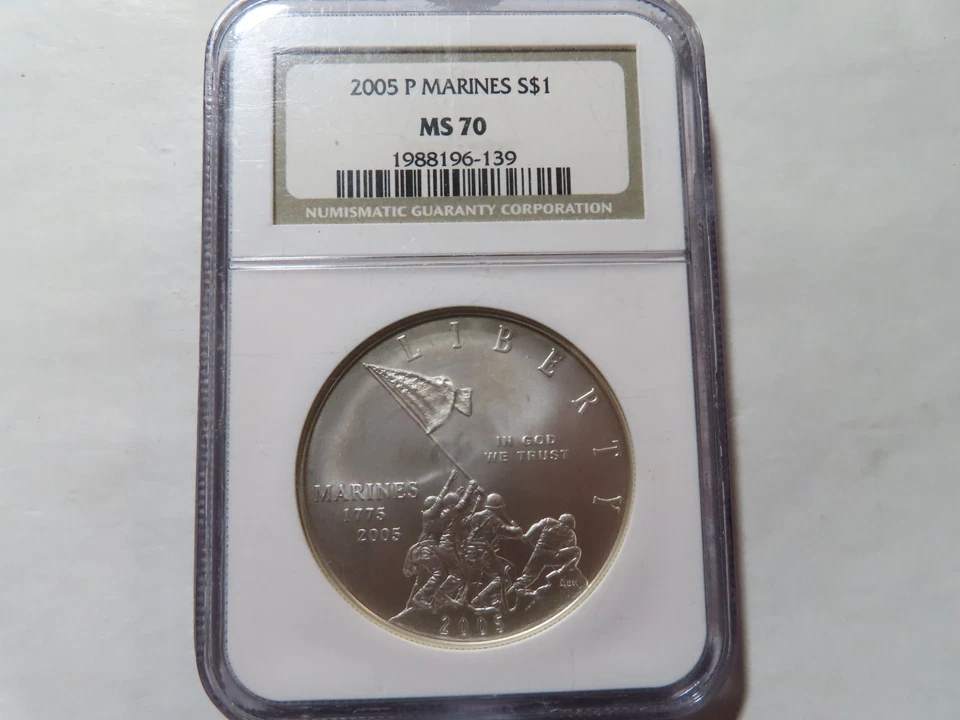 2005 P MARINES S$1
MS 70
1988196-139
NUMISMATIC GUARANTY CORPORATION
LIBERTY
IN GOD
WE TRUST
MARINES
1775
2005
2005